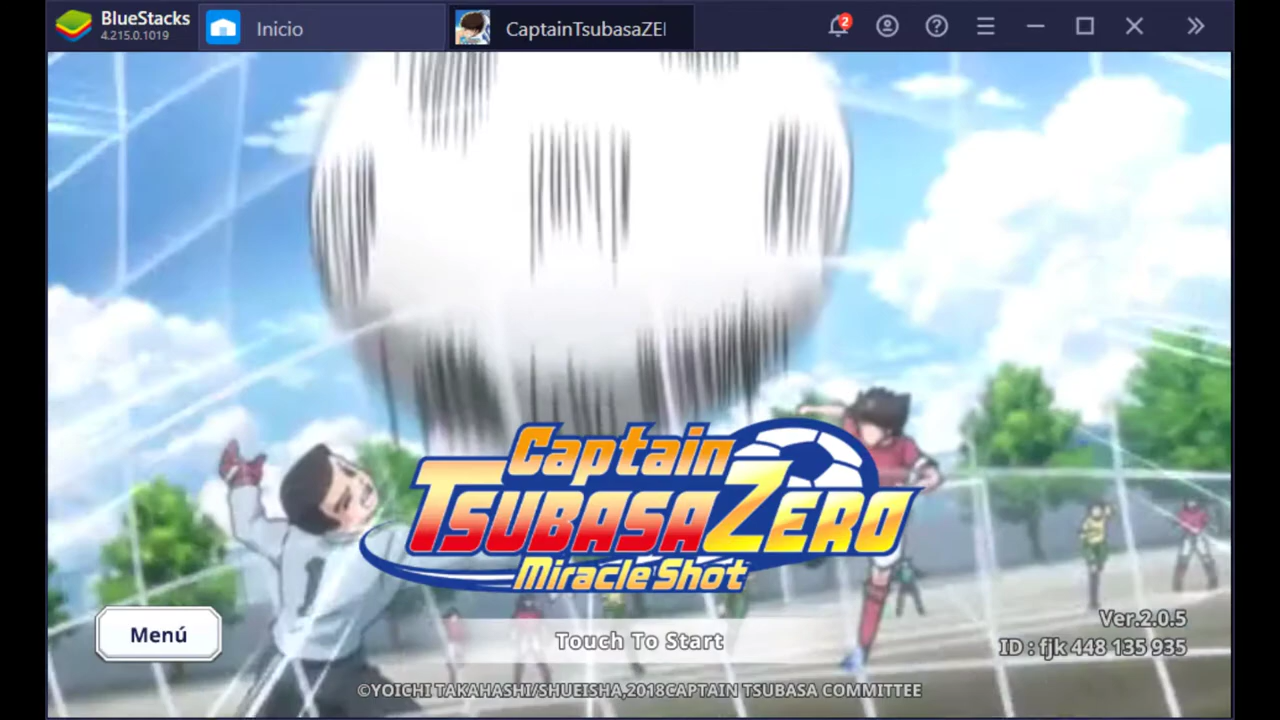 BlueStacks
4.215.0.1019
Inicio
CaptainTsubasaZE
2
Captain
TSUBASA ZERO
Miracle Shot
Menú
Touch To Start
Ver.2.0.5
ID : fjk 448 135 935
©YOICHI TAKAHASHI/SHUEISHA,2018CAPTAIN TSUBASA COMMITTEE